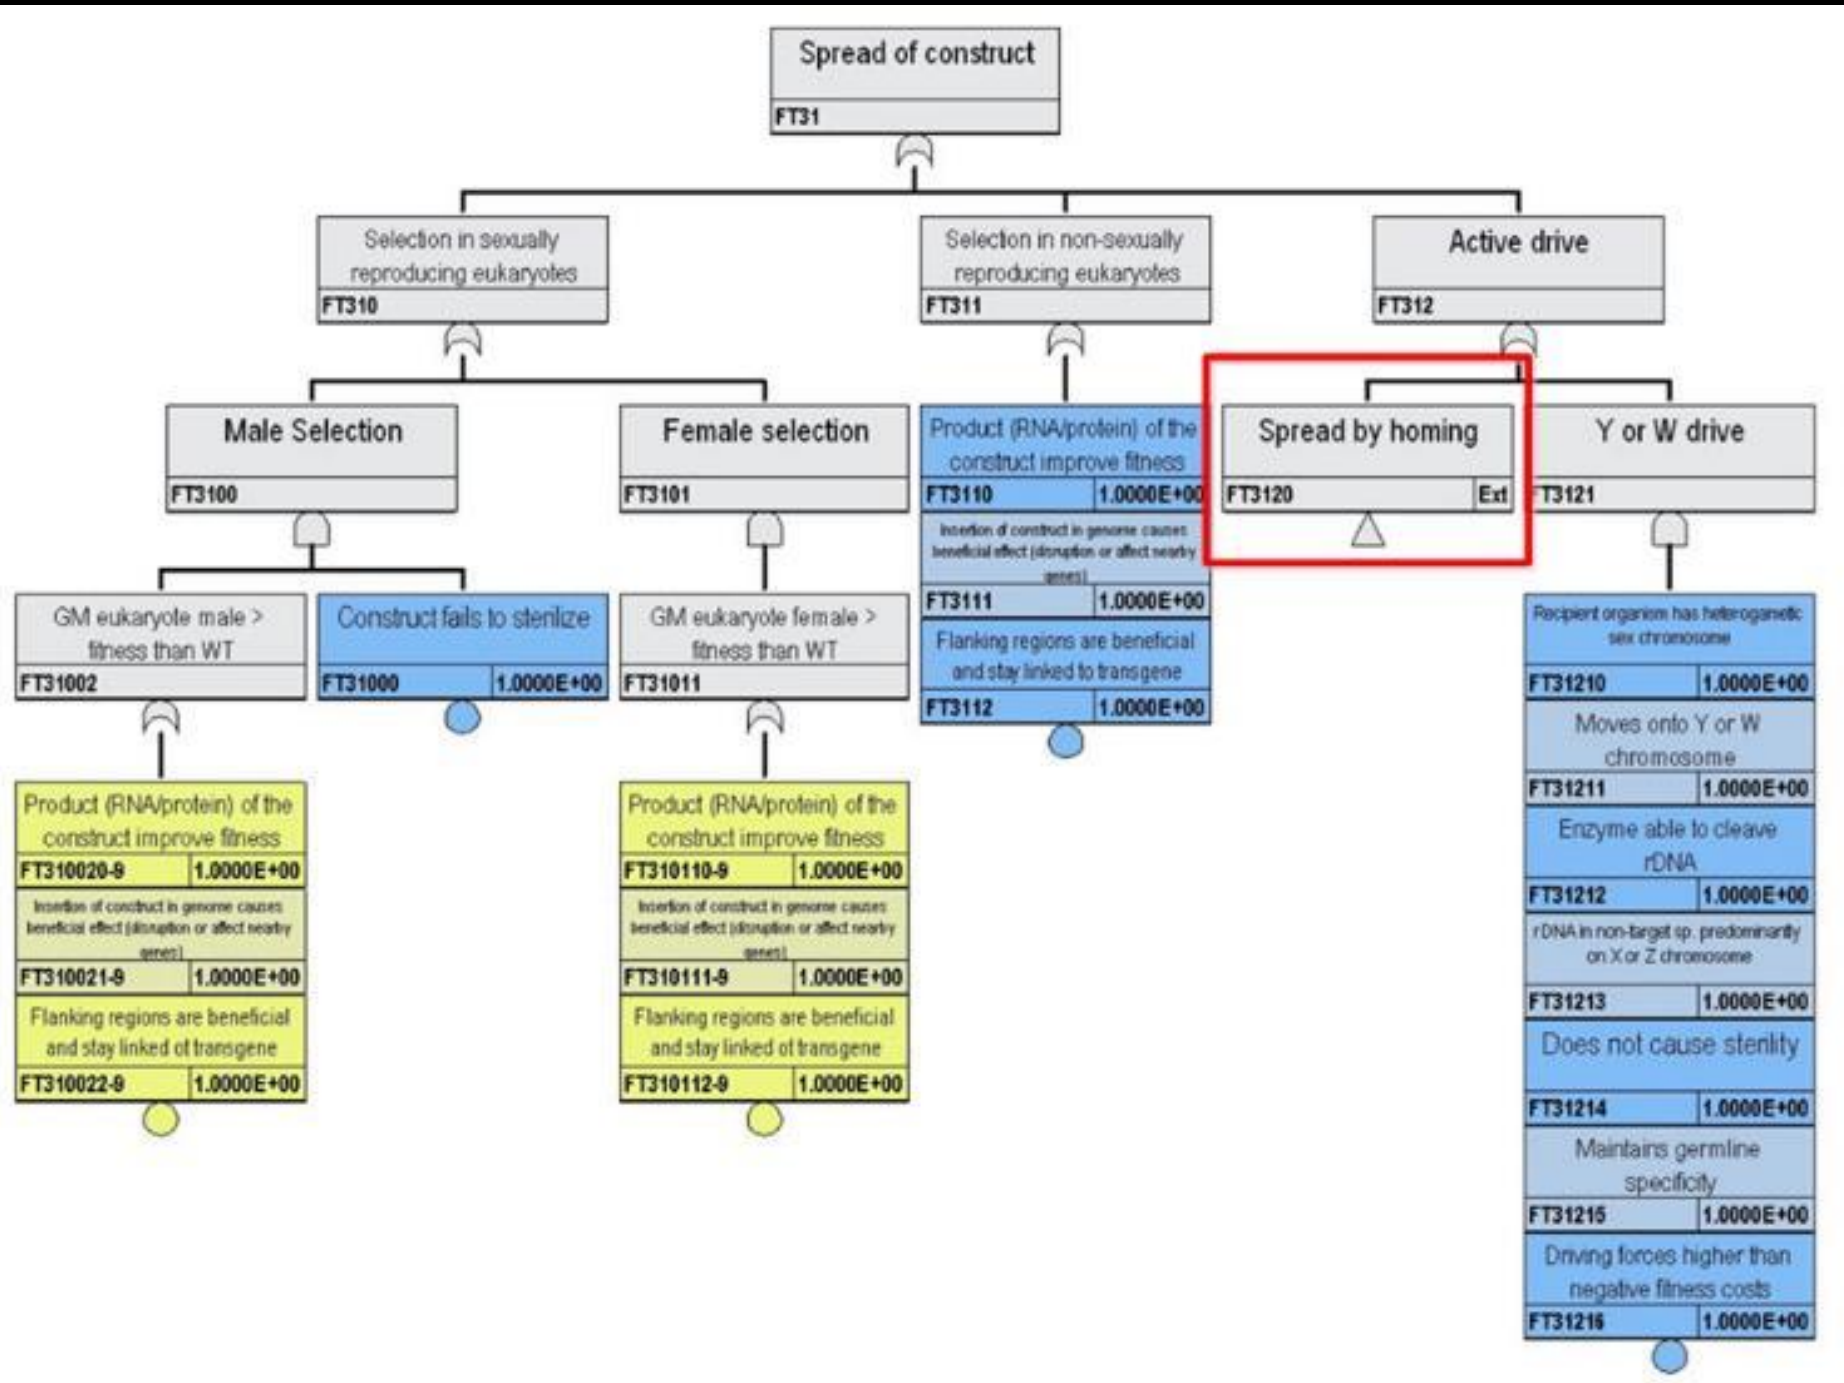 Spread of construct
FT31
Selection in sexually
reproducing eukaryotes
FT310
Selection in non-sexually
reproducing eukaryotes
FT311
Active drive
FT312
Male Selection
FT3100
Female selection
FT3101
Product (RNA/protein) of the
construct improve fitness
FT3110 1.0000E+00
Insertion of construct in genome causes
beneficial effect (disruption or affect nearby
genes)
FT3111 1.0000E+00
Flanking regions are beneficial
and stay linked to transgene
FT3112 1.0000E+00
Spread by homing
FT3120 Ext
Y or W drive
FT3121
GM eukaryote male >
fitness than WT
FT31002
Construct fails to sterilize
FT31000 1.0000E+00
GM eukaryote female >
fitness than WT
FT31011
Product (RNA/protein) of the
construct improve fitness
FT310020-9 1.0000E+00
Insertion of construct in genome causes
beneficial effect (disruption or affect nearby
genes)
FT310021-9 1.0000E+00
Flanking regions are beneficial
and stay linked ot transgene
FT310022-9 1.0000E+00
Product (RNA/protein) of the
construct improve fitness
FT310110-9 1.0000E+00
Insertion of construct in genome causes
beneficial effect (disruption or affect nearby
genes)
FT310111-9 1.0000E+00
Flanking regions are beneficial
and stay linked ot transgene
FT310112-9 1.0000E+00
Recipient organism has heterogametic
sex chromosome
FT31210 1.0000E+00
Moves onto Y or W
chromosome
FT31211 1.0000E+00
Enzyme able to cleave
rDNA
FT31212 1.0000E+00
rDNA in non-target sp. predominantly
on X or Z chromosome
FT31213 1.0000E+00
Does not cause sterility
FT31214 1.0000E+00
Maintains germline
specificity
FT31215 1.0000E+00
Driving forces higher than
negative fitness costs
FT31216 1.0000E+00